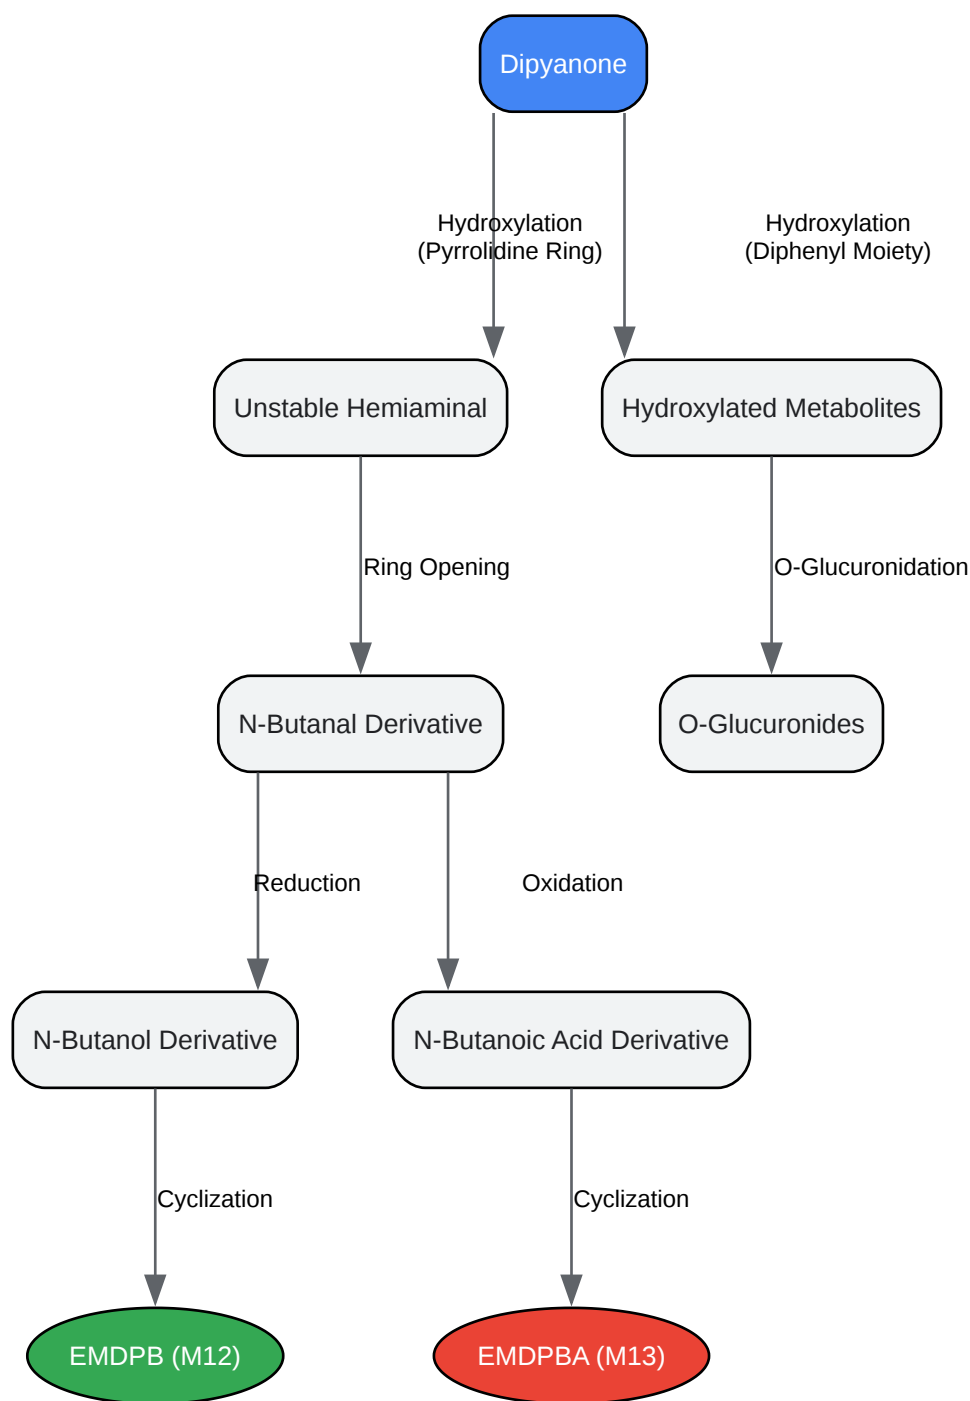 Dipyanone
Hydroxylation
(Pyrrolidine Ring)
Hydroxylation
(Diphenyl Moiety)
Unstable Hemiaminal
Hydroxylated Metabolites
Ring Opening
O-Glucuronidation
N-Butanal Derivative
O-Glucuronides
Reduction
Oxidation
N-Butanol Derivative
N-Butanoic Acid Derivative
Cyclization
Cyclization
EMDPB (M12)
EMDPBA (M13)